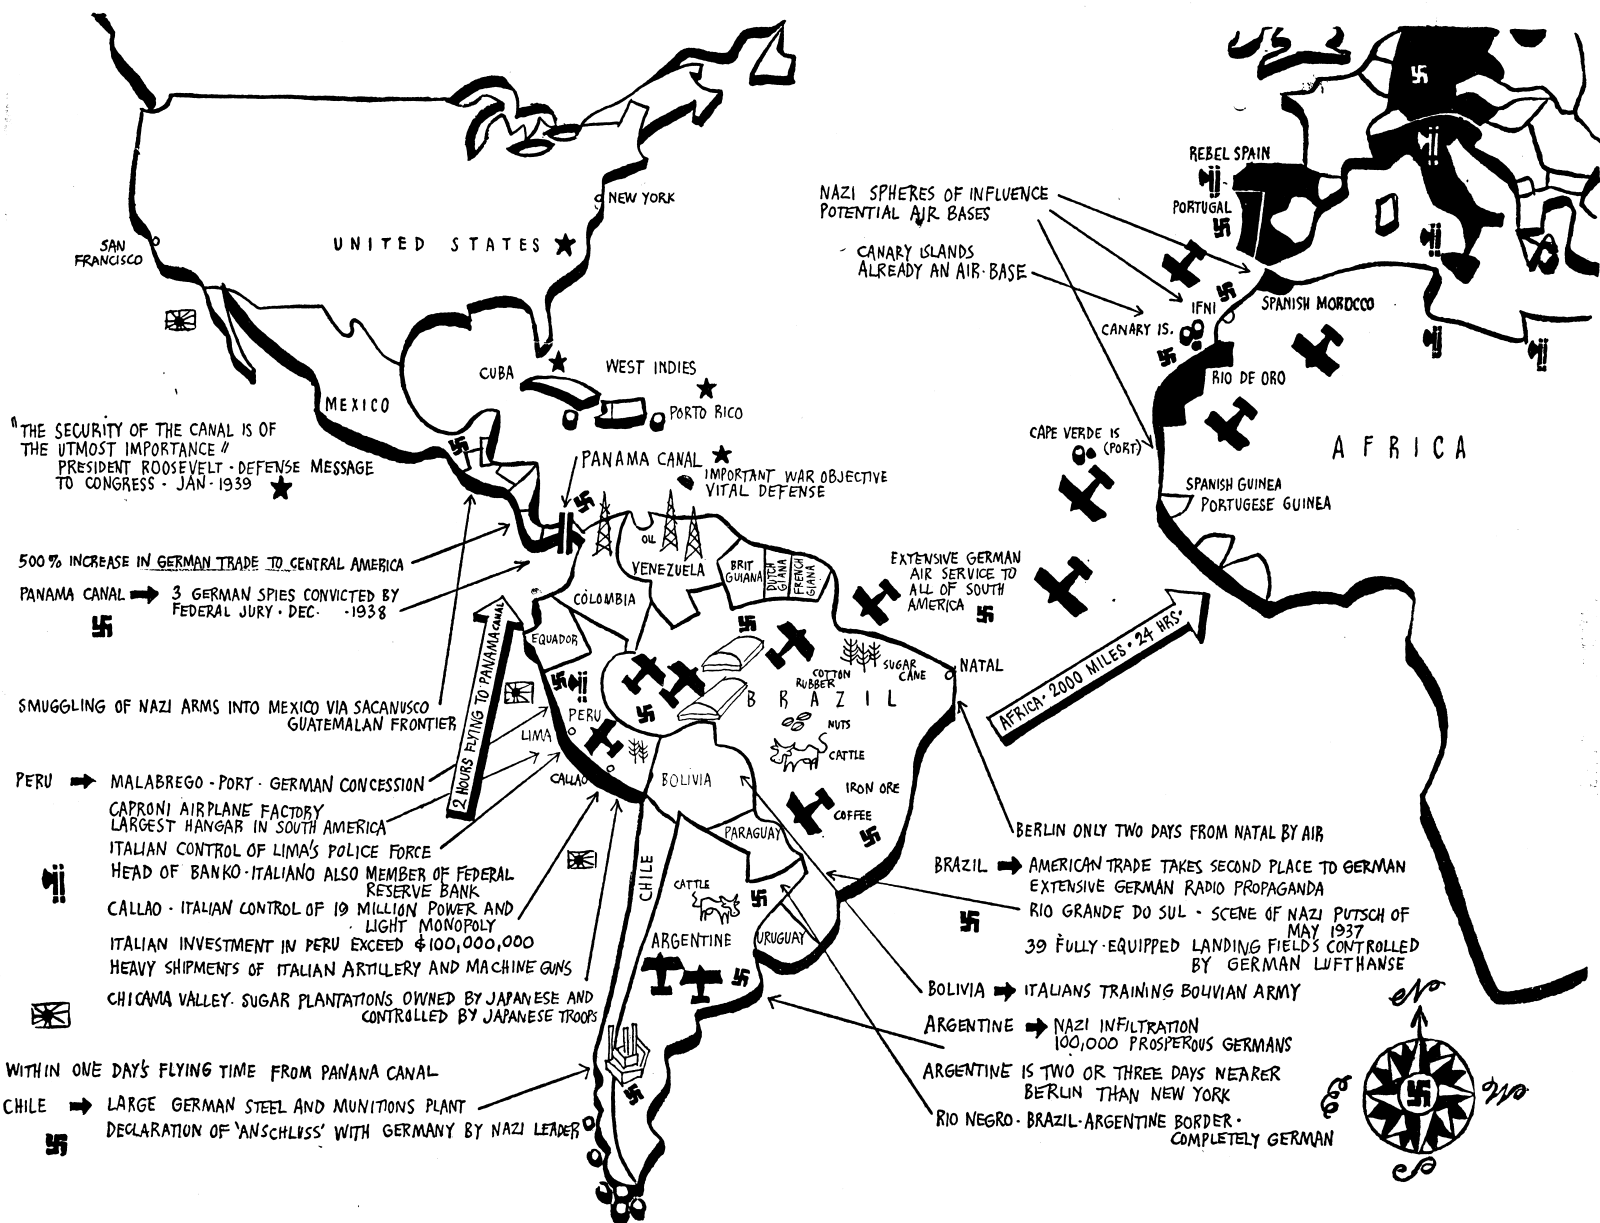 NEW YORK
UNITED STATES
SAN
FRANCISCO
MEXICO
CUBA
WEST INDIES
PORTO RICO
"THE SECURITY OF THE CANAL IS OF
THE UTMOST IMPORTANCE"
PRESIDENT ROOSEVELT - DEFENSE MESSAGE
TO CONGRESS - JAN - 1939
PANAMA CANAL
IMPORTANT WAR OBJECTIVE
VITAL DEFENSE
500% INCREASE IN GERMAN TRADE TO CENTRAL AMERICA
PANAMA CANAL
3 GERMAN SPIES CONVICTED BY
FEDERAL JURY - DEC. - 1938
SMUGGLING OF NAZI ARMS INTO MEXICO VIA SACANUSCO
GUATEMALAN FRONTIER
2 HOURS FLYING TO PANAMA CANAL
PERU
MALABREGO - PORT - GERMAN CONCESSION
CAPRONI AIRPLANE FACTORY
LARGEST HANGAR IN SOUTH AMERICA
ITALIAN CONTROL OF LIMA'S POLICE FORCE
HEAD OF BANKO - ITALIANO ALSO MEMBER OF FEDERAL
RESERVE BANK
CALLAO - ITALIAN CONTROL OF 19 MILLION POWER AND
LIGHT MONOPOLY
ITALIAN INVESTMENT IN PERU EXCEED $100,000,000
HEAVY SHIPMENTS OF ITALIAN ARTILLERY AND MACHINE GUNS
CHICAMA VALLEY - SUGAR PLANTATIONS OWNED BY JAPANESE AND
CONTROLLED BY JAPANESE TROOPS
WITHIN ONE DAY'S FLYING TIME FROM PANANA CANAL
CHILE
LARGE GERMAN STEEL AND MUNITIONS PLANT
DECLARATION OF 'ANSCHLUSS' WITH GERMANY BY NAZI LEADER
OIL
VENEZUELA
BRIT
GUIANA
DUTCH
GIANA
FRENCH
GIANA
COLOMBIA
EQUADOR
PERU
LIMA
CALLAO
BOLIVIA
BRAZIL
COTTON
RUBBER
SUGAR
CANE
NATAL
NUTS
CATTLE
IRON ORE
COFFEE
PARAGUAY
CHILE
CATTLE
ARGENTINE
URUGUAY
EXTENSIVE GERMAN
AIR SERVICE TO
ALL OF SOUTH
AMERICA
NAZI SPHERES OF INFLUENCE
POTENTIAL AIR BASES
CANARY ISLANDS
ALREADY AN AIR-BASE
REBEL SPAIN
PORTUGAL
IFNI
SPANISH MOROCCO
CANARY IS.
RIO DE ORO
CAPE VERDE IS
(PORT)
AFRICA
SPANISH GUINEA
PORTUGESE GUINEA
AFRICA - 2000 MILES - 24 HRS -
BERLIN ONLY TWO DAYS FROM NATAL BY AIR
BRAZIL
AMERICAN TRADE TAKES SECOND PLACE TO GERMAN
EXTENSIVE GERMAN RADIO PROPAGANDA
RIO GRANDE DO SUL - SCENE OF NAZI PUTSCH OF
MAY 1937
39 FULLY-EQUIPPED LANDING FIELDS CONTROLLED
BY GERMAN LUFTHANSE
BOLIVIA
ITALIANS TRAINING BOLIVIAN ARMY
ARGENTINE
NAZI INFILTRATION
100,000 PROSPEROUS GERMANS
ARGENTINE IS TWO OR THREE DAYS NEARER
BERLIN THAN NEW YORK
RIO NEGRO - BRAZIL-ARGENTINE BORDER -
COMPLETELY GERMAN
N
W
E
S